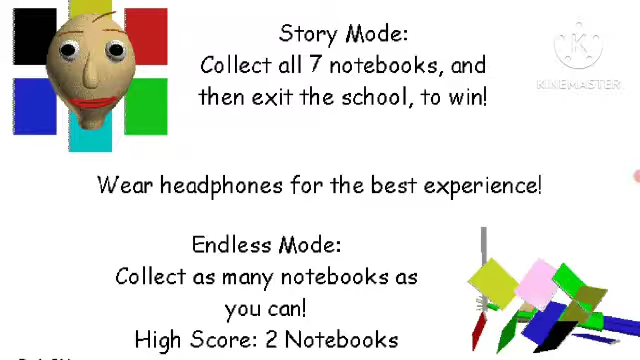 Story Mode:
Collect all 7 notebooks, and
then exit the school, to win!
KINEMASTER
Wear headphones for the best experience!
Endless Mode:
Collect as many notebooks as
you can!
High Score: 2 Notebooks